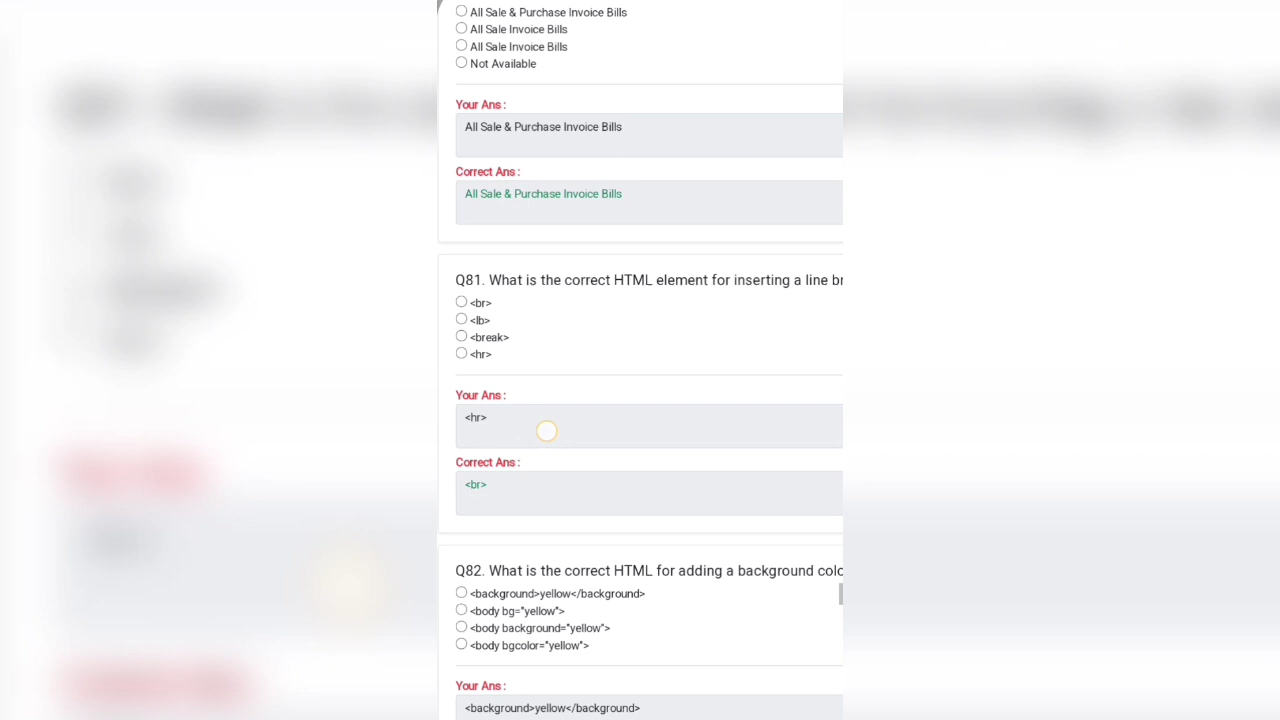 All Sale & Purchase Invoice Bills
All Sale Invoice Bills
All Sale Invoice Bills
Not Available
Your Ans :
All Sale & Purchase Invoice Bills
Correct Ans :
All Sale & Purchase Invoice Bills
Q81. What is the correct HTML element for inserting a line
<br>
<lb>
<break>
<hr>
Your Ans :
<hr>
Correct Ans :
<br>
Q82. What is the correct HTML for adding a background
<background>yellow</background>
<body bg="yellow">
<body background="yellow">
<body bgcolor="yellow">
Your Ans :
<background>yellow</background>